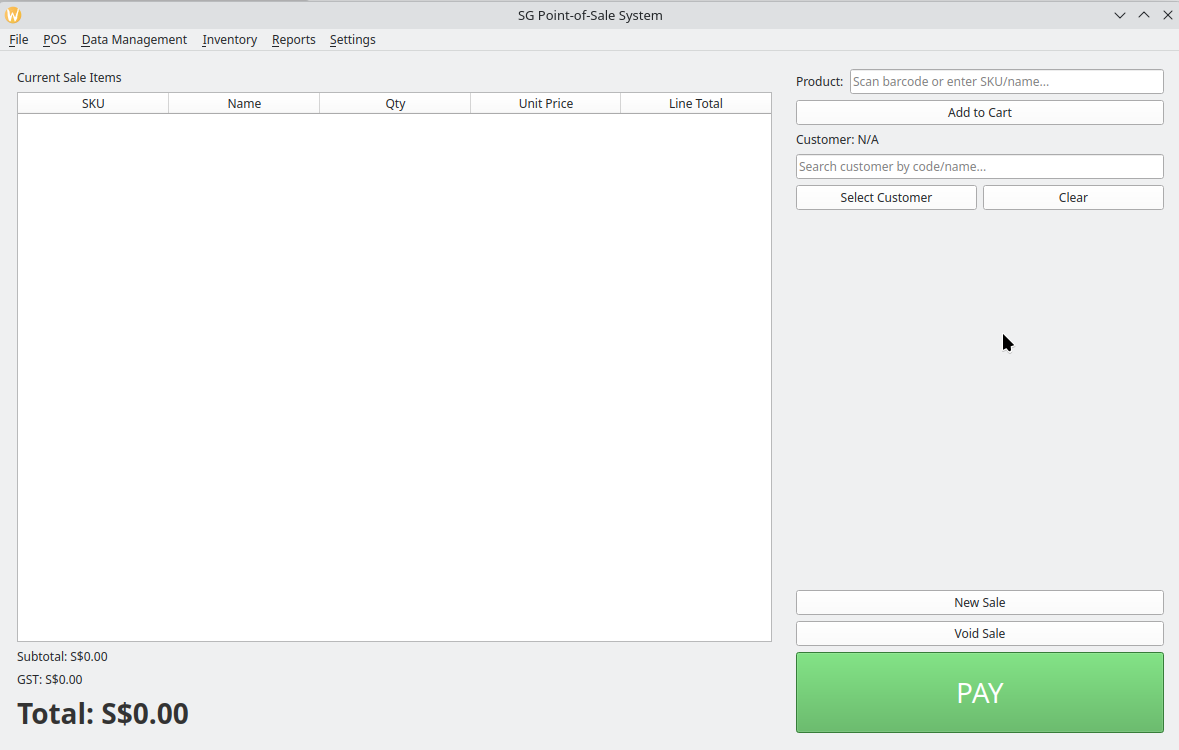 SG Point-of-Sale System
File POS Data Management Inventory Reports Settings
Current Sale Items
SKU Name Qty Unit Price Line Total
Product: Scan barcode or enter SKU/name...
Add to Cart
Customer: N/A
Search customer by code/name...
Select Customer Clear
New Sale
Void Sale
PAY
Subtotal: S$0.00
GST: S$0.00
Total: S$0.00